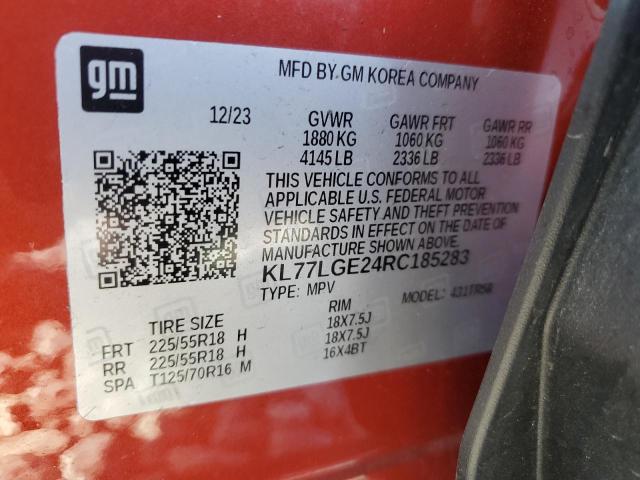 gm
MFD BY GM KOREA COMPANY
12/23 GVWR GAWR FRT GAWR RR
1880 KG 1060 KG 1060 KG
4145 LB 2336 LB 2336 LB
THIS VEHICLE CONFORMS TO ALL
APPLICABLE U.S. FEDERAL MOTOR
VEHICLE SAFETY AND THEFT PREVENTION
STANDARDS IN EFFECT ON THE DATE OF
MANUFACTURE SHOWN ABOVE.
KL77LGE24RC185283
TYPE: MPV MODEL:
TIRE SIZE RIM
FRT 225/55R18 H 18X7.5J
RR 225/55R18 H 18X7.5J
SPA T125/70R16 M 16X4BT